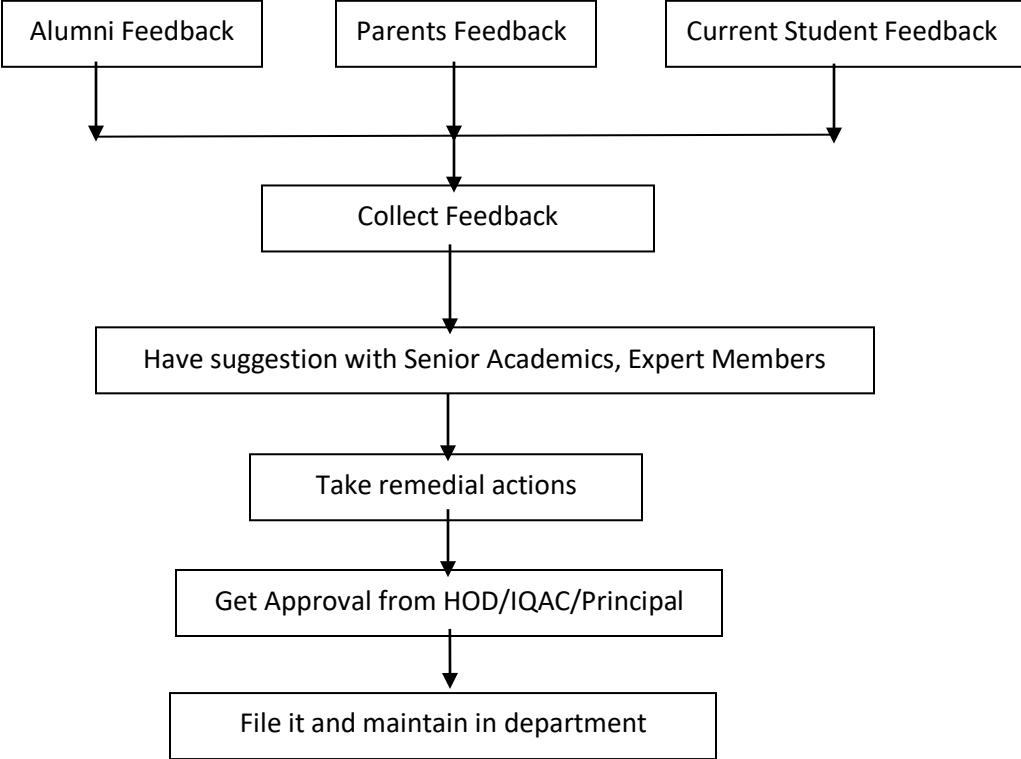 Alumni Feedback
Parents Feedback
Current Student Feedback
Collect Feedback
Have suggestion with Senior Academics, Expert Members
Take remedial actions
Get Approval from HOD/IQAC/Principal
File it and maintain in department